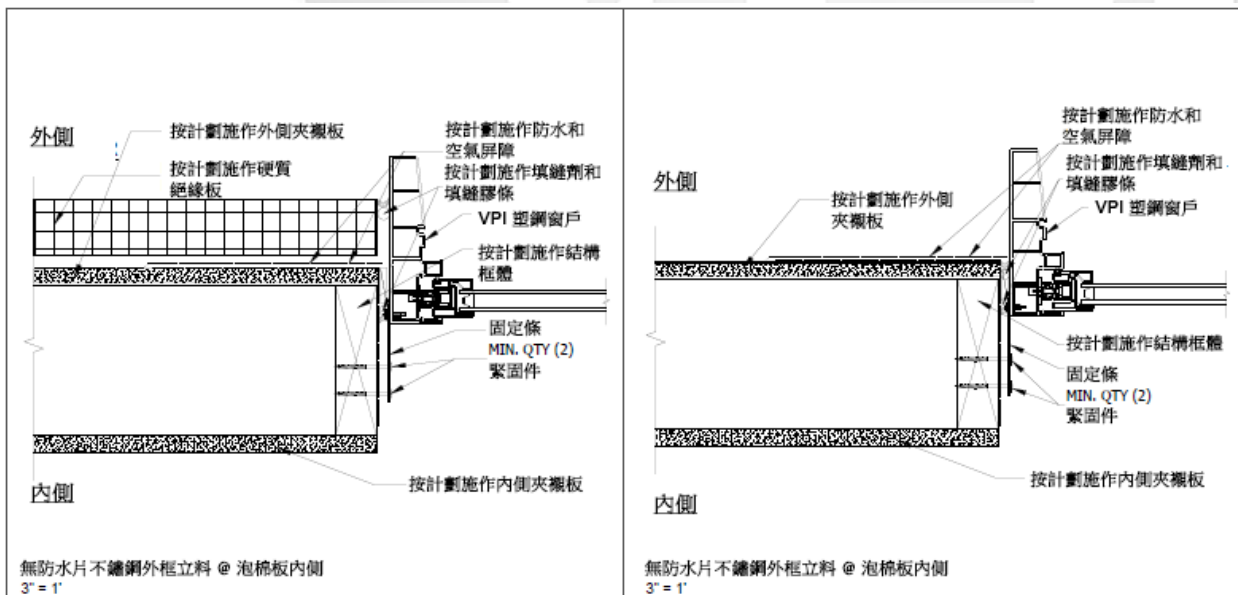 外側
按計劃施作外側夾襯板
按計劃施作硬質
絕緣板
按計劃施作防水和
空氣屏障
按計劃施作填縫劑和
填縫膠條
VPI 塑鋼窗戶
按計劃施作結構
框體
固定條
MIN. QTY (2)
緊固件
按計劃施作內側夾襯板
內側
無防水片不鏽鋼外框立料 @ 泡棉板內側
3" = 1'
外側
按計劃施作外側
夾襯板
按計劃施作防水和
空氣屏障
按計劃施作填縫劑和
填縫膠條
VPI 塑鋼窗戶
按計劃施作結構框體
固定條
MIN. QTY (2)
緊固件
按計劃施作內側夾襯板
內側
無防水片不鏽鋼外框立料 @ 泡棉板內側
3" = 1'